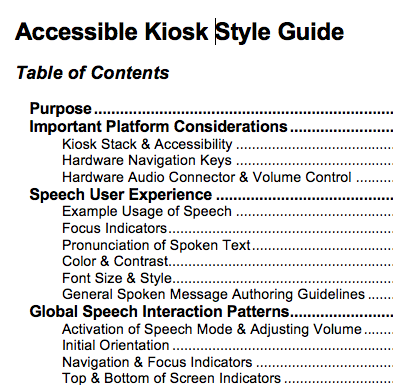 Accessible Kiosk Style Guide
Table of Contents
Purpose
Important Platform Considerations
Kiosk Stack & Accessibility
Hardware Navigation Keys
Hardware Audio Connector & Volume Control
Speech User Experience
Example Usage of Speech
Focus Indicators
Pronunciation of Spoken Text
Color & Contrast
Font Size & Style
General Spoken Message Authoring Guidelines
Global Speech Interaction Patterns
Activation of Speech Mode & Adjusting Volume
Initial Orientation
Navigation & Focus Indicators
Top & Bottom of Screen Indicators